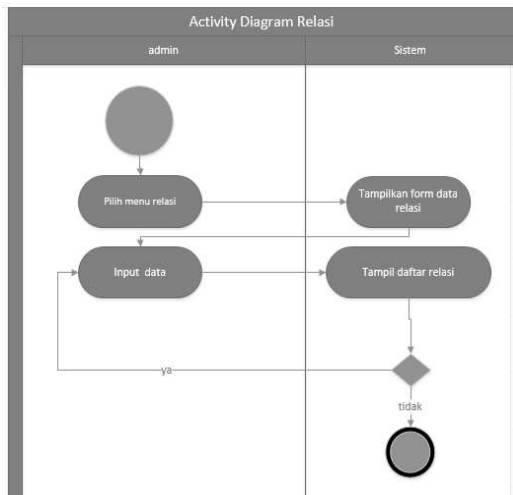 Activity Diagram Relasi
admin
Sistem
Pilih menu relasi
Tampilkan form data
relasi
Input data
Tampil daftar relasi
ya
tidak